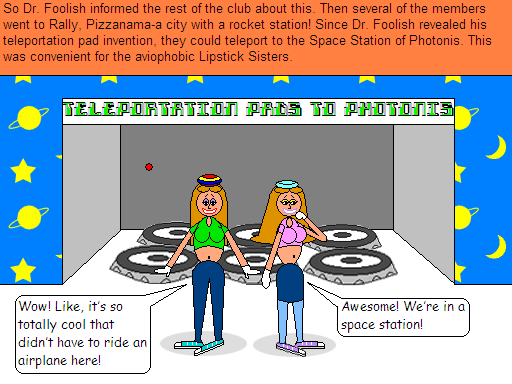 So Dr. Foolish informed the rest of the club about this. Then several of the members
went to Rally, Pizzanama-a city with a rocket station! Since Dr. Foolish revealed his
teleportation pad invention, they could teleport to the Space Station of Photonis. This
was convenient for the aviophobic Lipstick Sisters.
TELEPORTATION PADS TO PHOTONIS
Wow! Like, it's so
totally cool that
didn't have to ride an
airplane here!
Awesome! We're in a
space station!